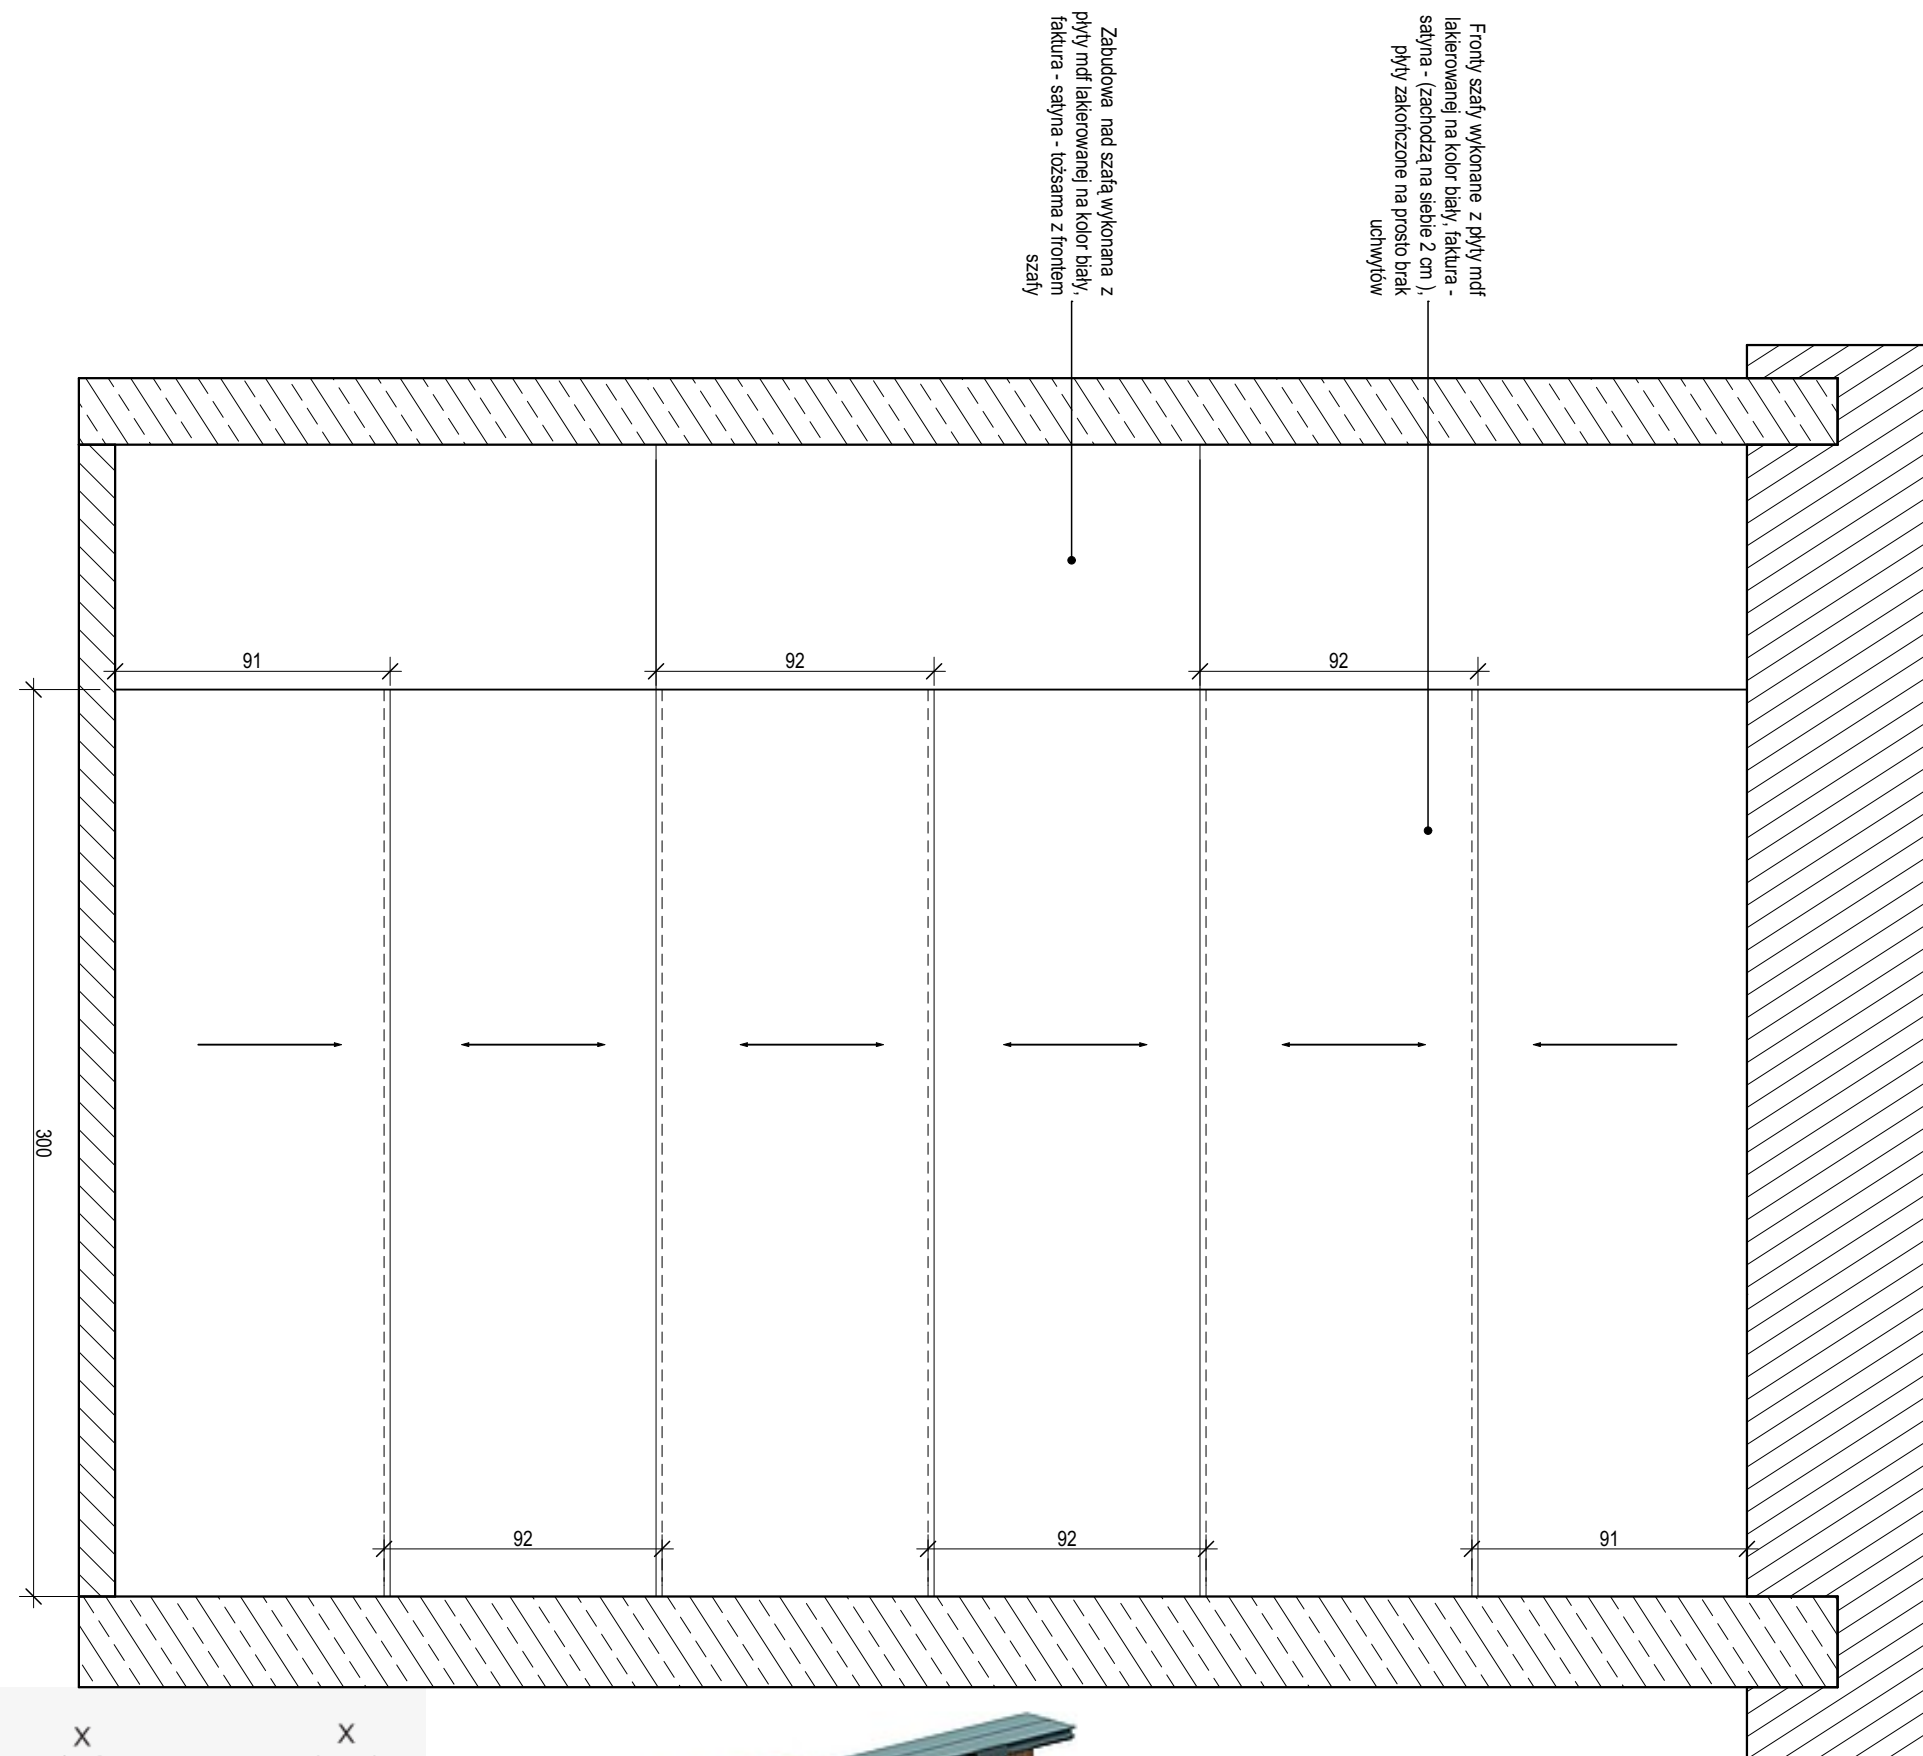 Zabudowa nad szafą wykonana z
płyty mdf lakierowanej na kolor biały,
faktura - satyna - tożsama z frontem
szafy
Fronty szafy wykonane z płyty mdf
lakierowanej na kolor biały, faktura -
satyna - (zachodzą na siebie 2 cm ),
płyty zakończone na prosto brak
uchwytów
91
92
92
300
92
92
91
X
X